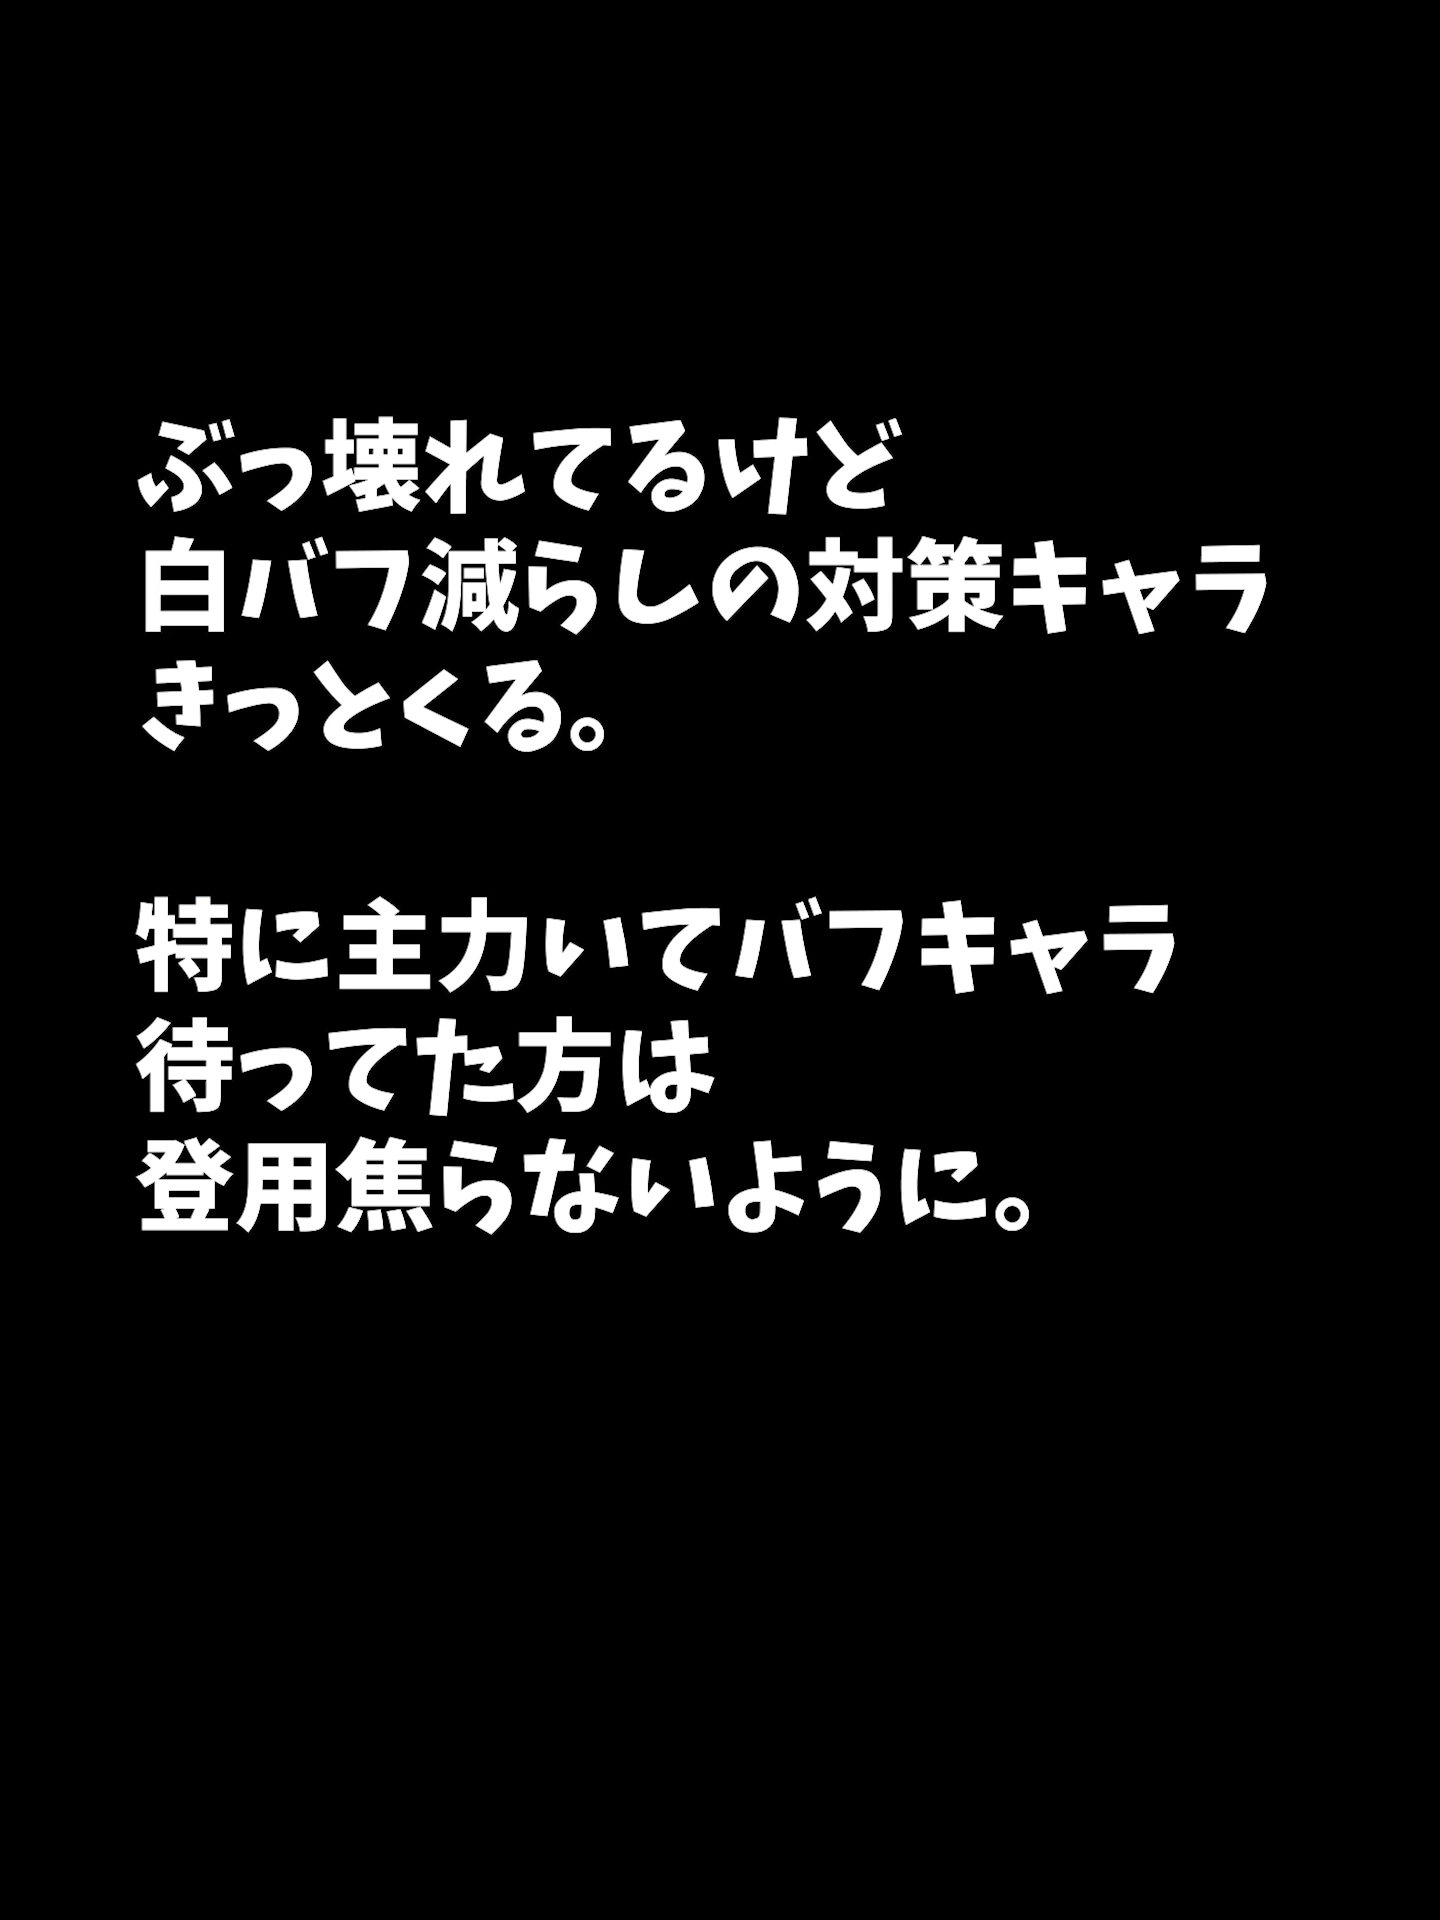 ぶっ壊れてるけど
白バフ減らしの対策キャラ
きっとくる。
特に主力いてバフキャラ
待ってた方は
登用焦らないように。